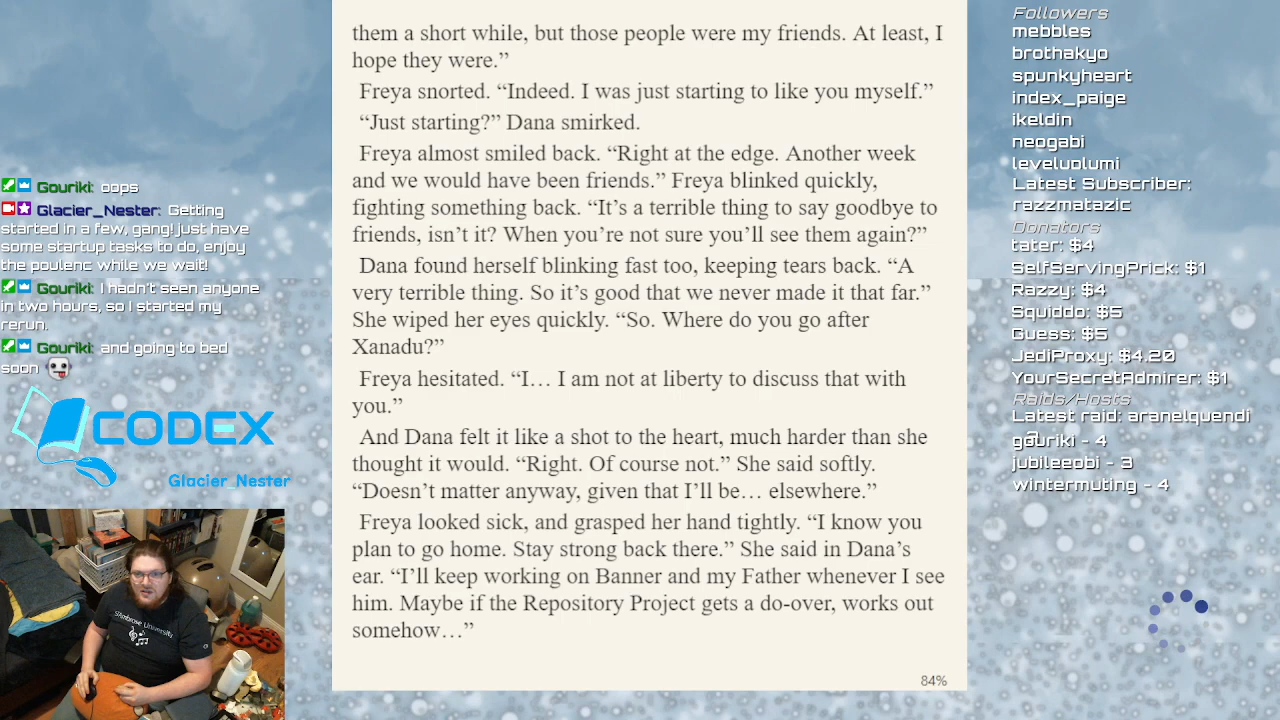 them a short while, but those people were my friends. At least, I
hope they were.”
Freya snorted. “Indeed. I was just starting to like you myself.”
“Just starting?” Dana smirked.
Freya almost smiled back. “Right at the edge. Another week
and we would have been friends.” Freya blinked quickly,
fighting something back. “It’s a terrible thing to say goodbye to
friends, isn’t it? When you’re not sure you’ll see them again?”
Dana found herself blinking fast too, keeping tears back. “A
very terrible thing. So it’s good that we never made it that far.”
She wiped her eyes quickly. “So. Where do you go after
Xanadu?”
Freya hesitated. “I… I am not at liberty to discuss that with
you.”
And Dana felt it like a shot to the heart, much harder than she
thought it would. “Right. Of course not.” She said softly.
“Doesn’t matter anyway, given that I’ll be… elsewhere.”
Freya looked sick, and grasped her hand tightly. “I know you
plan to go home. Stay strong back there.” She said in Dana’s
ear. “I’ll keep working on Banner and my Father whenever I see
him. Maybe if the Repository Project gets a do-over, works out
somehow…”
84%
Gouriki: oops
Glacier_Nester: Getting
started in a few, gang! just have
some startup tasks to do, enjoy
the poulenc while we wait!
Gouriki: I hadn't seen anyone
in two hours, so I started my
rerun.
Gouriki: and going to bed
soon
CODEX
Glacier_Nester
Followers
mebbles
brothakyo
spunkyheart
index_paige
ikeldin
neogabi
levelupjumi
Latest Subscriber:
razzmatazic
Donators
tater: $4
SelfServingPrick: $1
Razzy: $4
Squiddo: $5
Guess: $5
JediProxy: $4.20
YourSecretAdmirer: $1
Raids/Hosts
Latest raid: aranelquendi
gouriki - 4
jubileeobi - 3
wintermuting - 4